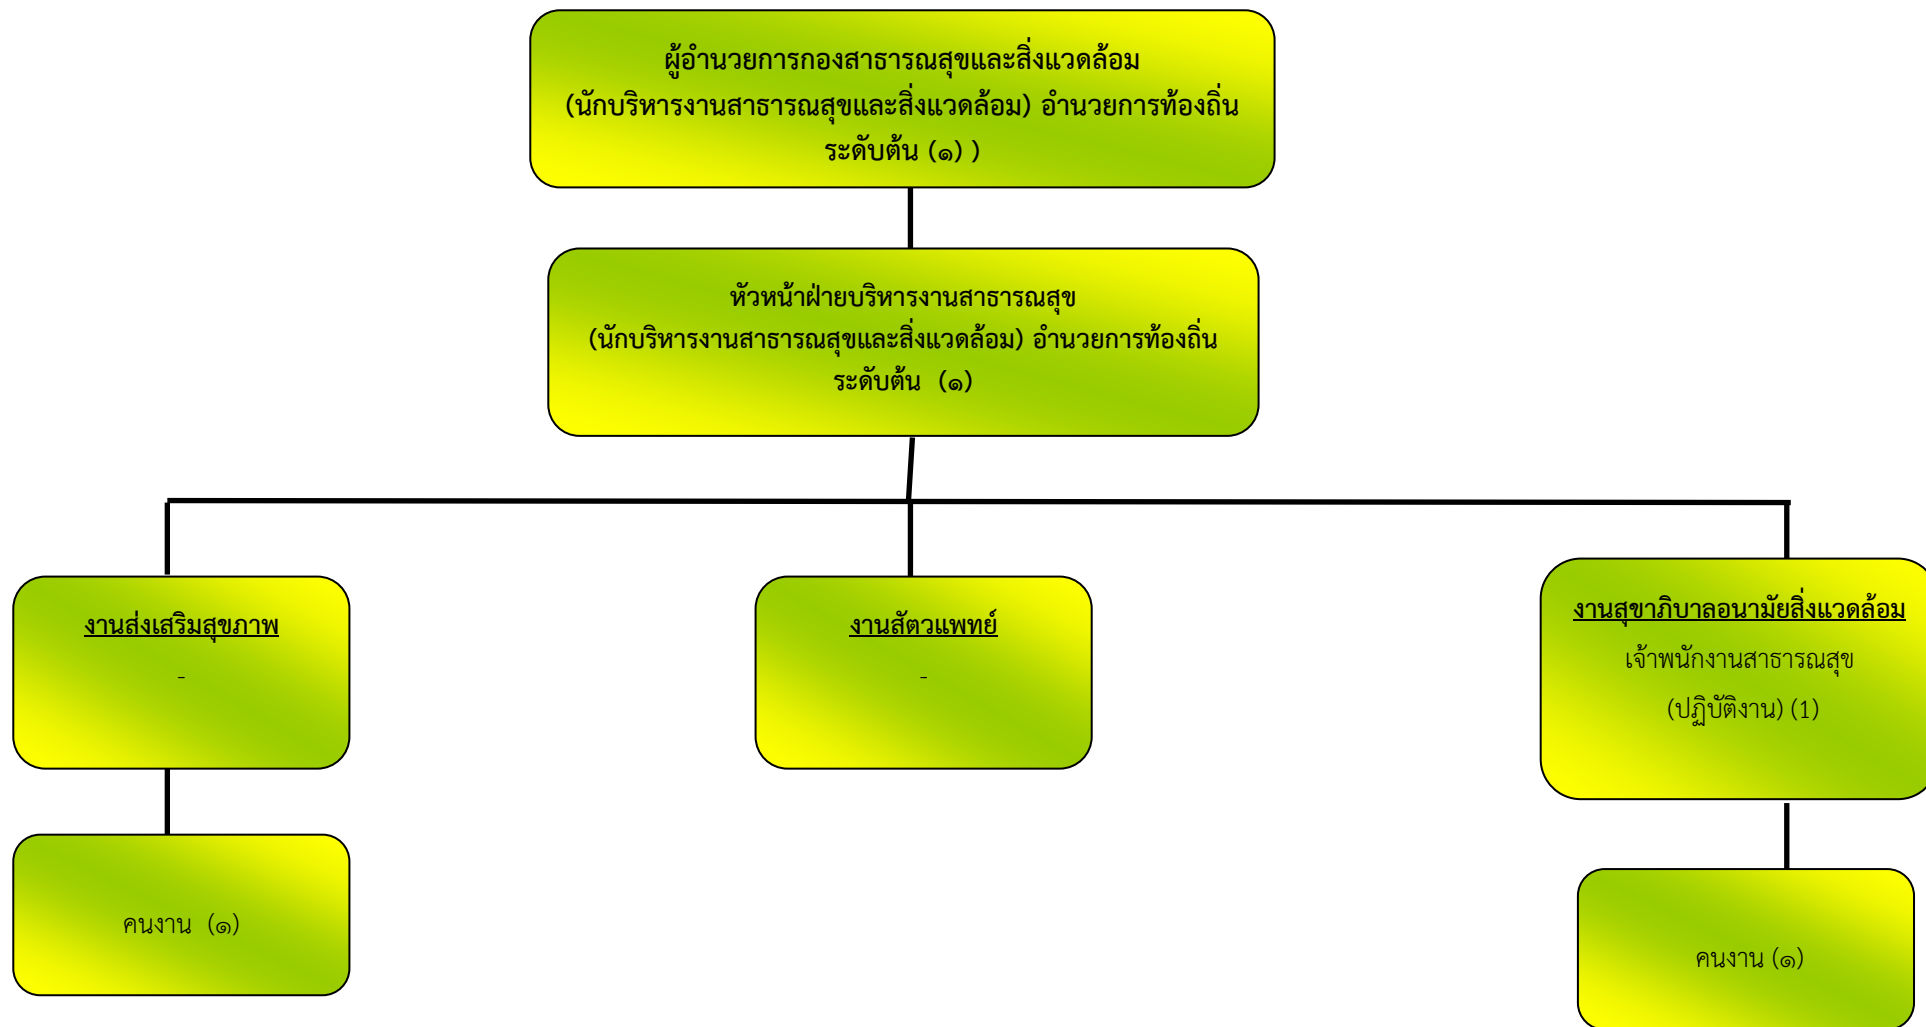 ผู้อำนวยการกองสาธารณสุขและสิ่งแวดล้อม
(นักบริหารงานสาธารณสุขและสิ่งแวดล้อม) อำนวยการท้องถิ่น
ระดับต้น (๑) )
หัวหน้าฝ่ายบริหารงานสาธารณสุข
(นักบริหารงานสาธารณสุขและสิ่งแวดล้อม) อำนวยการท้องถิ่น
ระดับต้น (๑)
งานส่งเสริมสุขภาพ
-
งานสัตวแพทย์
-
งานสุขาภิบาลอนามัยสิ่งแวดล้อม
เจ้าพนักงานสาธารณสุข
(ปฏิบัติงาน) (1)
คนงาน (๑)
คนงาน (๑)